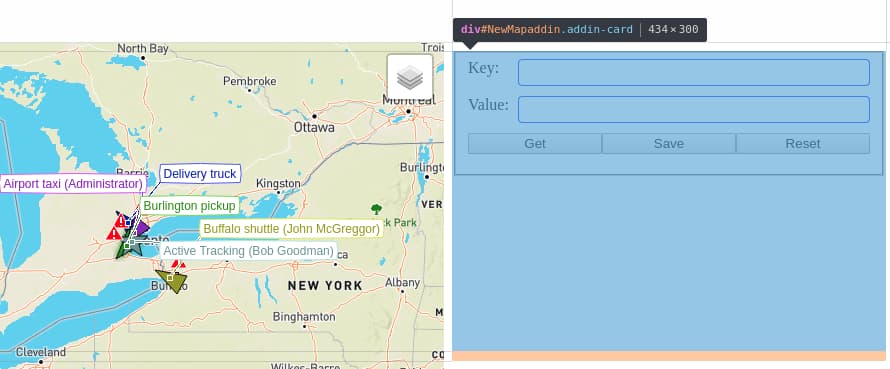 div#NewMapaddin.addin-card 434×300
North Bay
Trois
Pembroke
Montreal
Ottawa
Key:
Value:
Get Save Reset
Barrie
Delivery truck
Airport taxi (Administrator)
Kingston
Burlingt
Burlington pickup
VER
Buffalo shuttle (John McGreggor)
k Park
Active Tracking (Bob Goodman)
ca
NEW YORK
Albany
Binghamton
M
Cleveland
CO
Wilkes-Barre